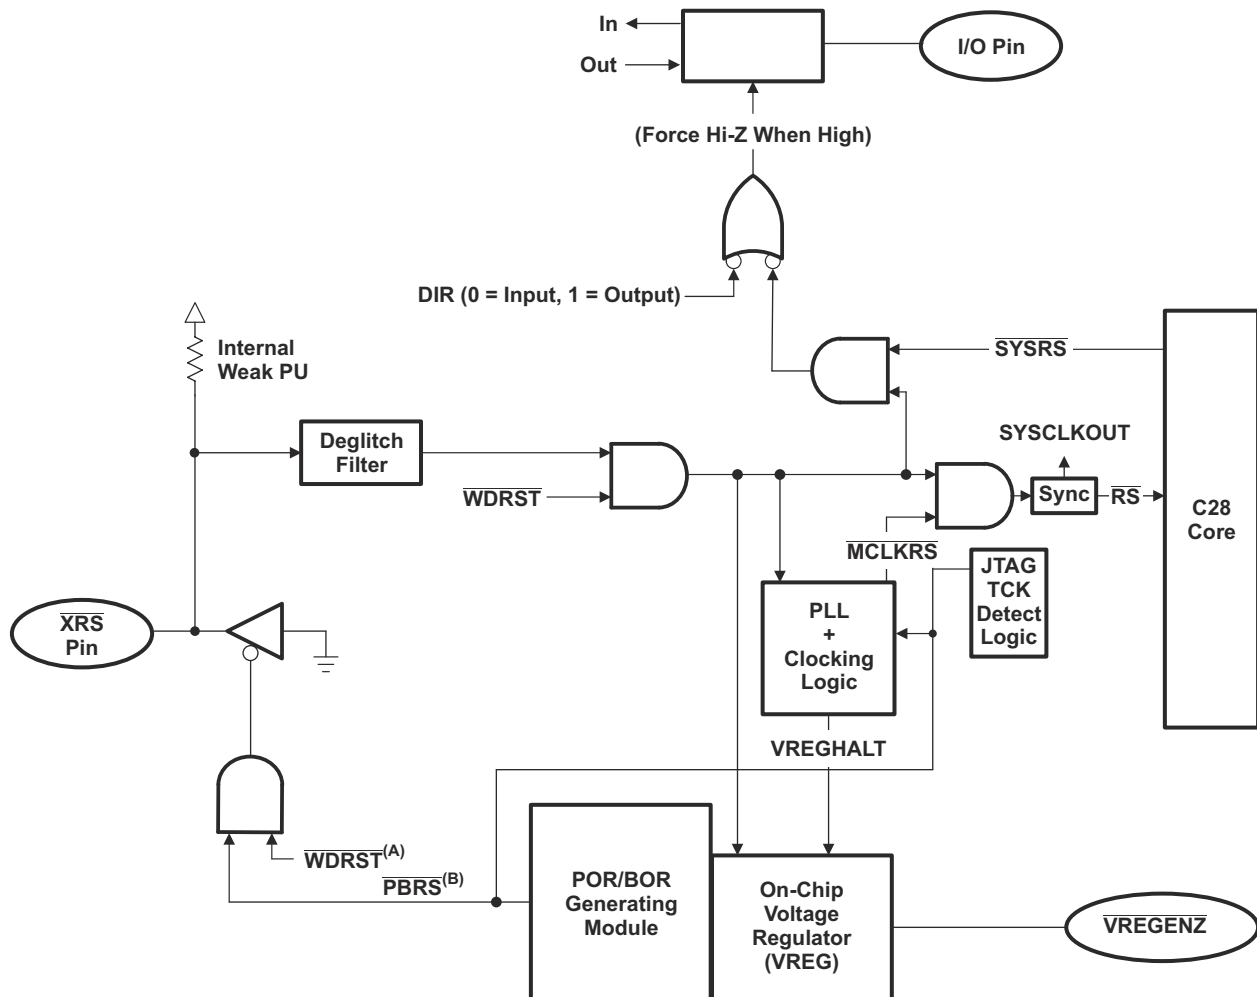 In
Out
I/O Pin
(Force Hi-Z When High)
DIR (0 = Input, 1 = Output)
Internal
Weak PU
SYSRS
Deglitch
Filter
SYSCLKOUT
WDRST
Sync
RS
C28
Core
MCLKRS
JTAG
TCK
Detect
Logic
XRS
Pin
PLL
+
Clocking
Logic
VREGHALT
WDRST(A)
PBRS(B)
POR/BOR
Generating
Module
On-Chip
Voltage
Regulator
(VREG)
VREGENZ